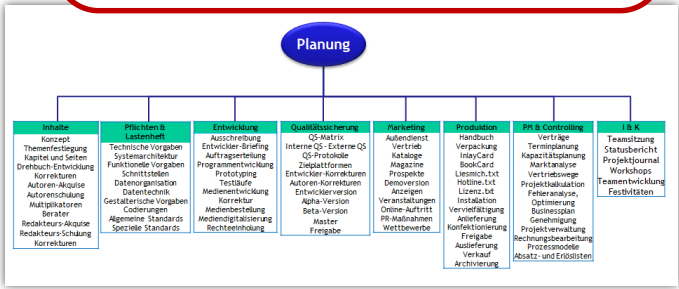 Planung
Inhalte
Konzept
Themenfestlegung
Kapitel und Seiten
Drehbuch-Entwicklung
Korrekturen
Autoren-Akquise
Autorenschulung
Multiplikatoren
Berater
Redakteurs-Akquise
Redakteurs-Schulung
Korrekturen
Pflichten &
Lastenheft
Technische Vorgaben
Systemarchitektur
Funktionelle Vorgaben
Schnittstellen
Datenorganisation
Datentechnik
Gestalterische Vorgaben
Codierungen
Allgemeine Standards
Spezielle Standards
Entwicklung
Ausschreibung
Entwickler-Briefing
Auftragserteilung
Programmentwicklung
Prototyping
Testläufe
Medienentwicklung
Korrektur
Medienbestellung
Mediendigitalisierung
Rechteeinholung
Qualitätssicherung
QS-Matrix
Interne QS - Externe QS
QS-Protokolle
Zielplattformen
Entwickler-Korrekturen
Autoren-Korrekturen
Entwicklerversion
Alpha-Version
Beta-Version
Master
Freigabe
Marketing
Außendienst
Vertrieb
Kataloge
Magazine
Prospekte
Demoversion
Anzeigen
Veranstaltungen
Online-Auftritt
PR-Maßnahmen
Wettbewerbe
Produktion
Handbuch
Verpackung
InlayCard
BookCard
Liesmich.txt
Hotline.txt
Lizenz.txt
Installation
Vervielfältigung
Anlieferung
Konfektionierung
Freigabe
Auslieferung
Verkauf
Archivierung
PM & Controlling
Verträge
Terminplanung
Kapazitätsplanung
Marktanalyse
Vertriebswege
Projektkalkulation
Fehleranalyse,
Optimierung
Businessplan
Genehmigung
Projektverwaltung
Rechnungsbearbeitung
Prozessmodelle
Absatz- und Erlöslisten
I & K
Teamsitzung
Statusbericht
Projektjournal
Workshops
Teamentwicklung
Festivitäten